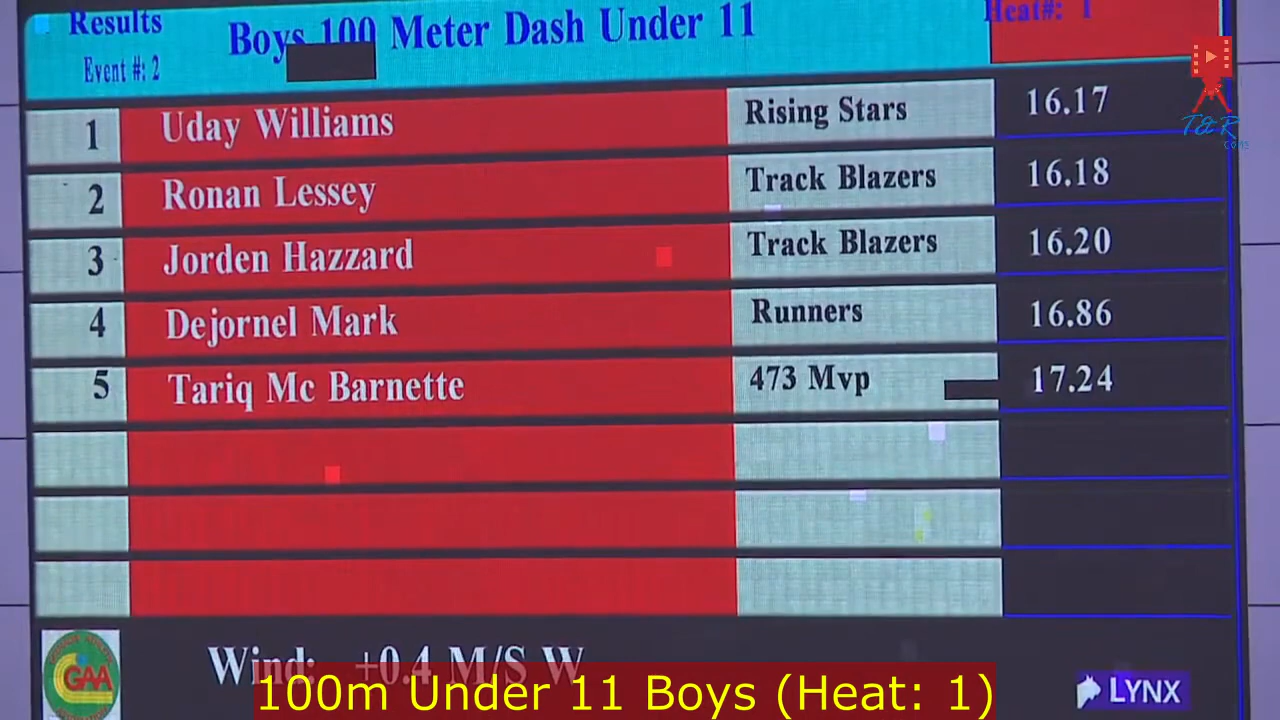 Results
Event #: 2
Boys 100 Meter Dash Under 11
Heat#: 1
1 Uday Williams Rising Stars 16.17
2 Ronan Lessey Track Blazers 16.18
3 Jorden Hazzard Track Blazers 16.20
4 Dejornel Mark Runners 16.86
5 Tariq Mc Barnette 473 Mvp 17.24
Wind: +0.4 M/S W
GAA
LYNX
T&R
100m Under 11 Boys (Heat: 1)